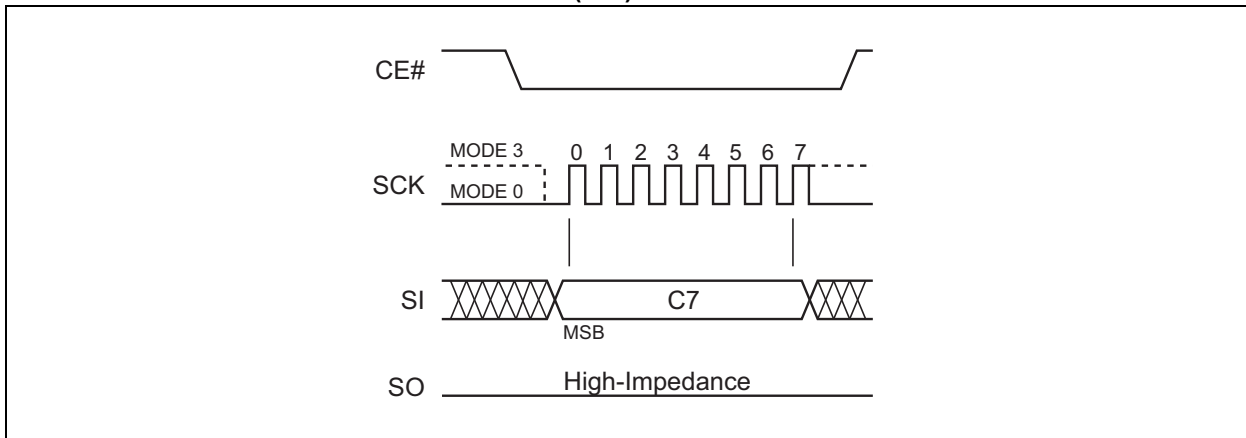 CE#
MODE 3
0 1 2 3 4 5 6 7
SCK
MODE 0
SI
C7
MSB
SO
High-Impedance